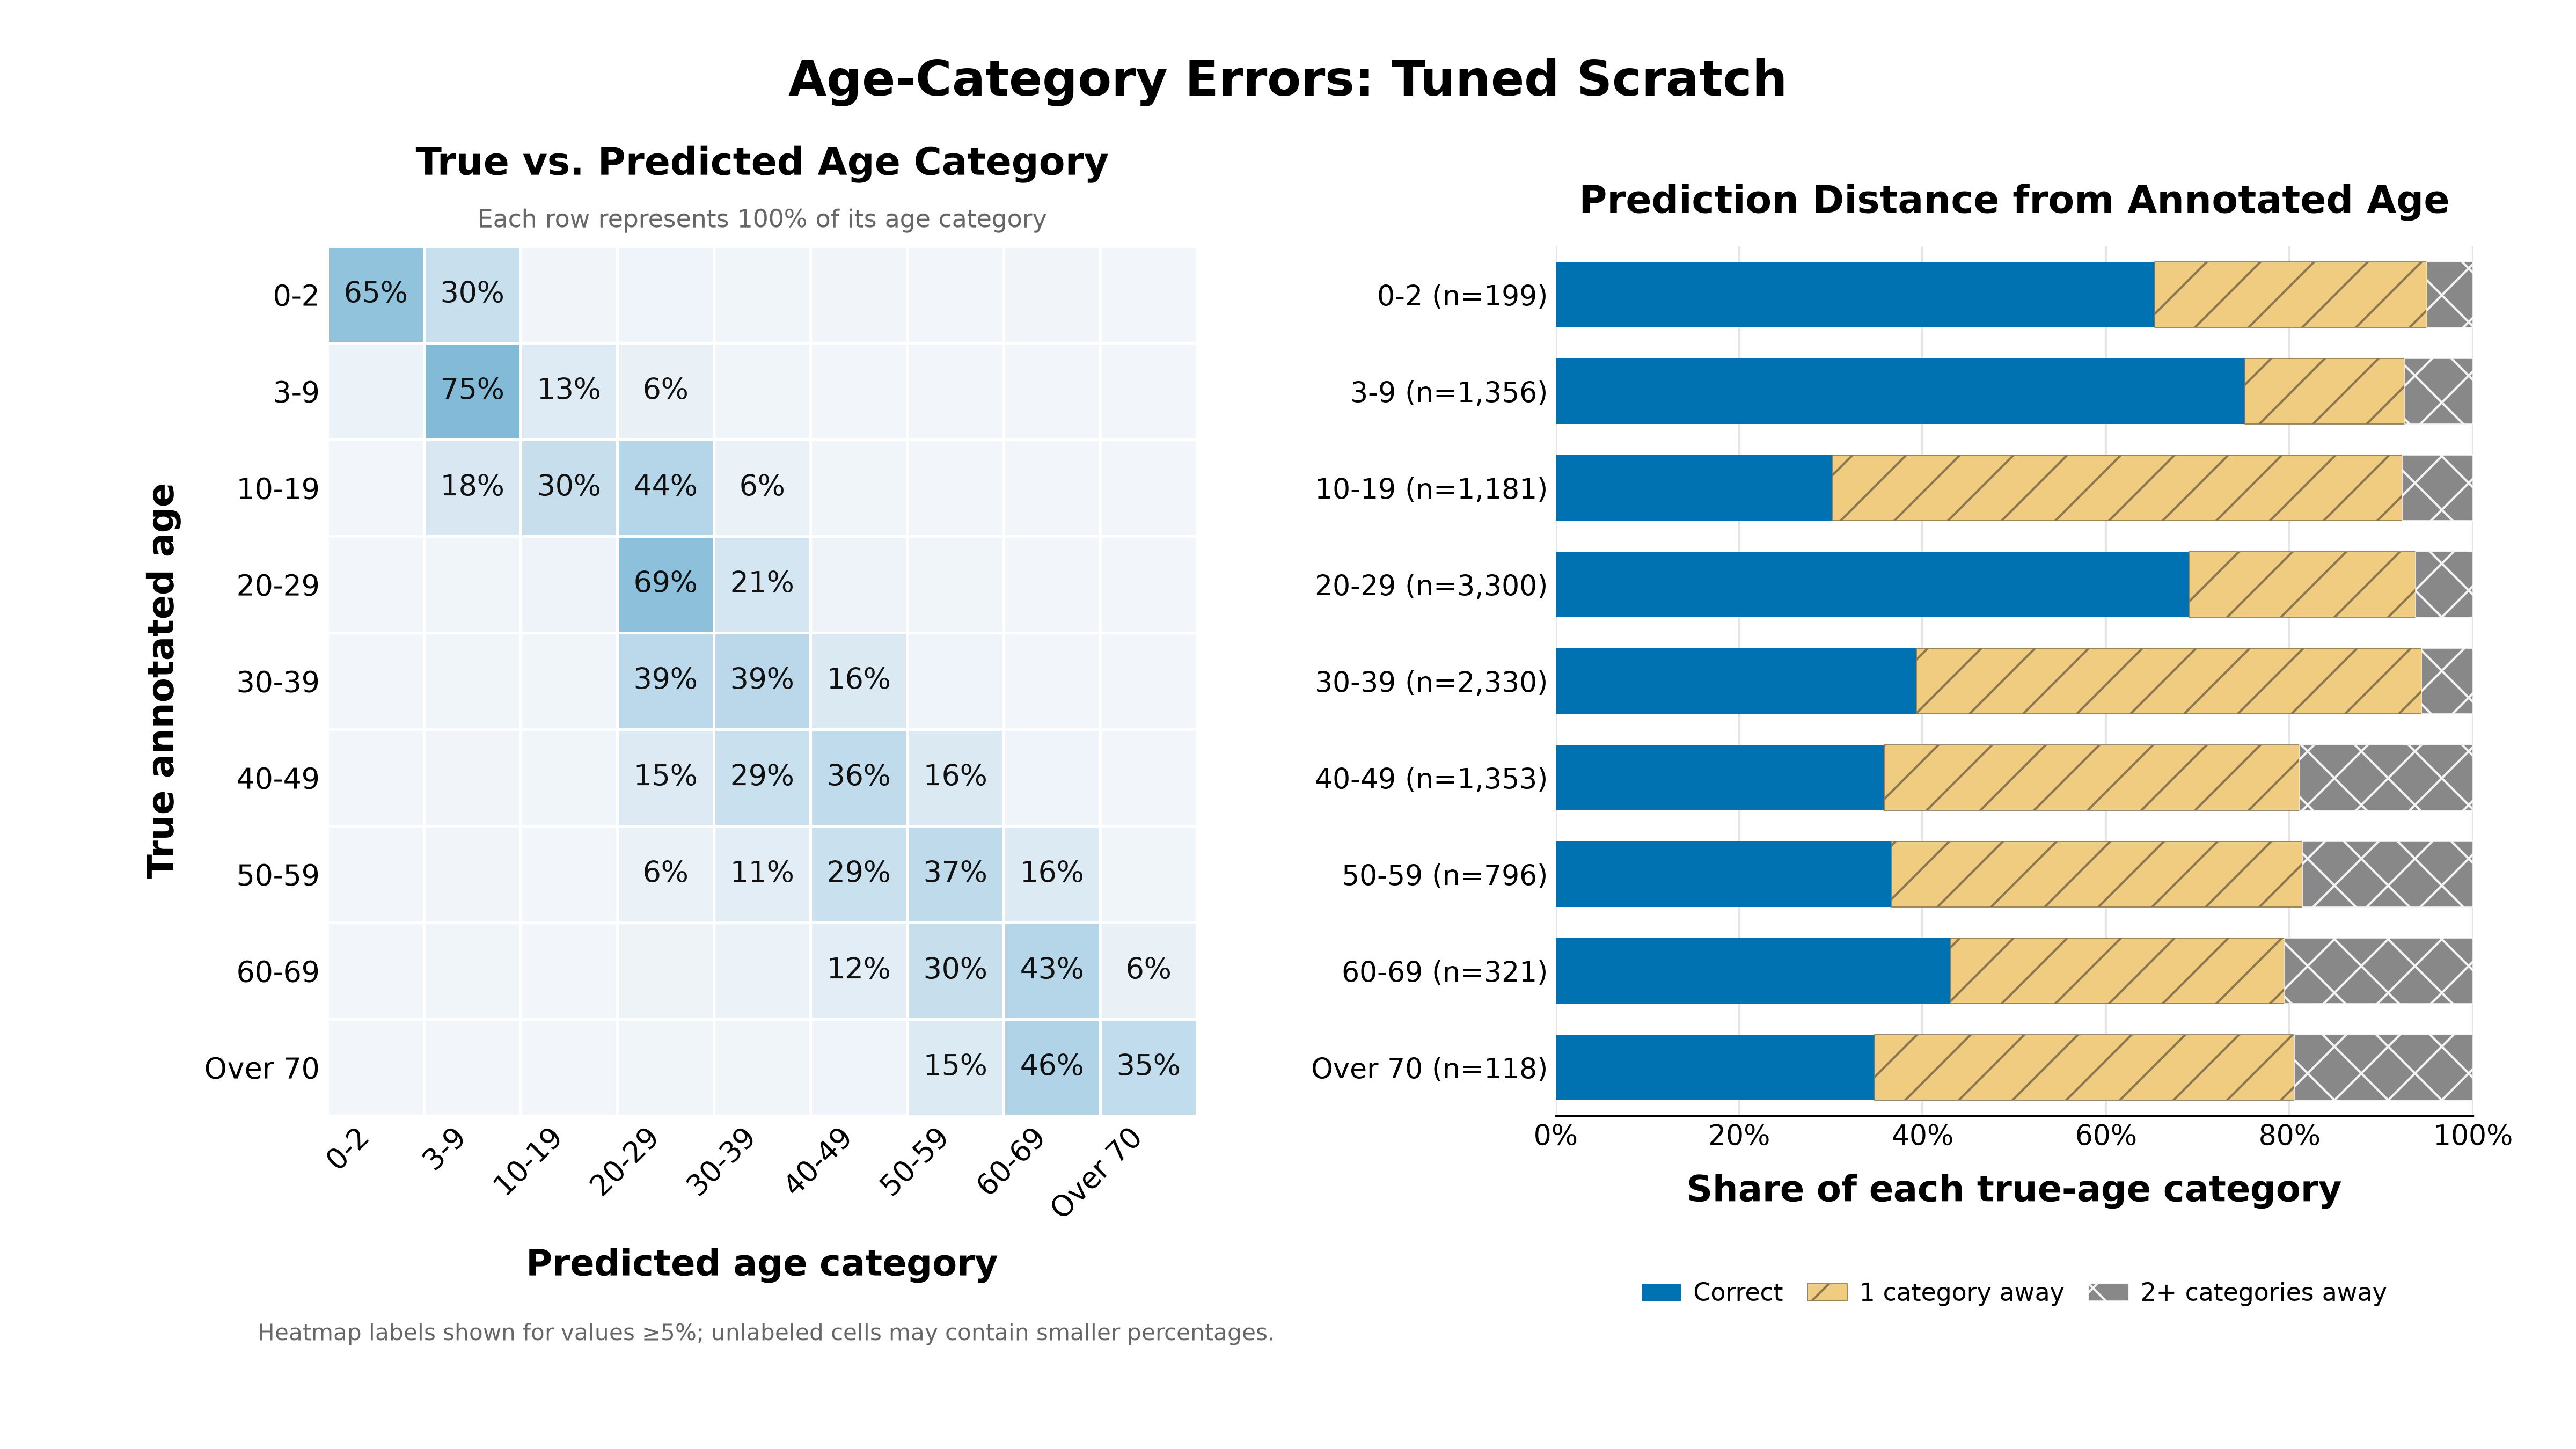 Age-Category Errors: Tuned Scratch
True vs. Predicted Age Category
Each row represents 100% of its age category
True annotated age
0-2 65% 30%
3-9 75% 13% 6%
10-19 18% 30% 44% 6%
20-29 69% 21%
30-39 39% 39% 16%
40-49 15% 29% 36% 16%
50-59 6% 11% 29% 37% 16%
60-69 12% 30% 43% 6%
Over 70 15% 46% 35%
0-2 3-9 10-19 20-29 30-39 40-49 50-59 60-69 Over 70
Predicted age category
Heatmap labels shown for values ≥5%; unlabeled cells may contain smaller percentages.
Prediction Distance from Annotated Age
0-2 (n=199)
3-9 (n=1,356)
10-19 (n=1,181)
20-29 (n=3,300)
30-39 (n=2,330)
40-49 (n=1,353)
50-59 (n=796)
60-69 (n=321)
Over 70 (n=118)
0% 20% 40% 60% 80% 100%
Share of each true-age category
Correct 1 category away 2+ categories away